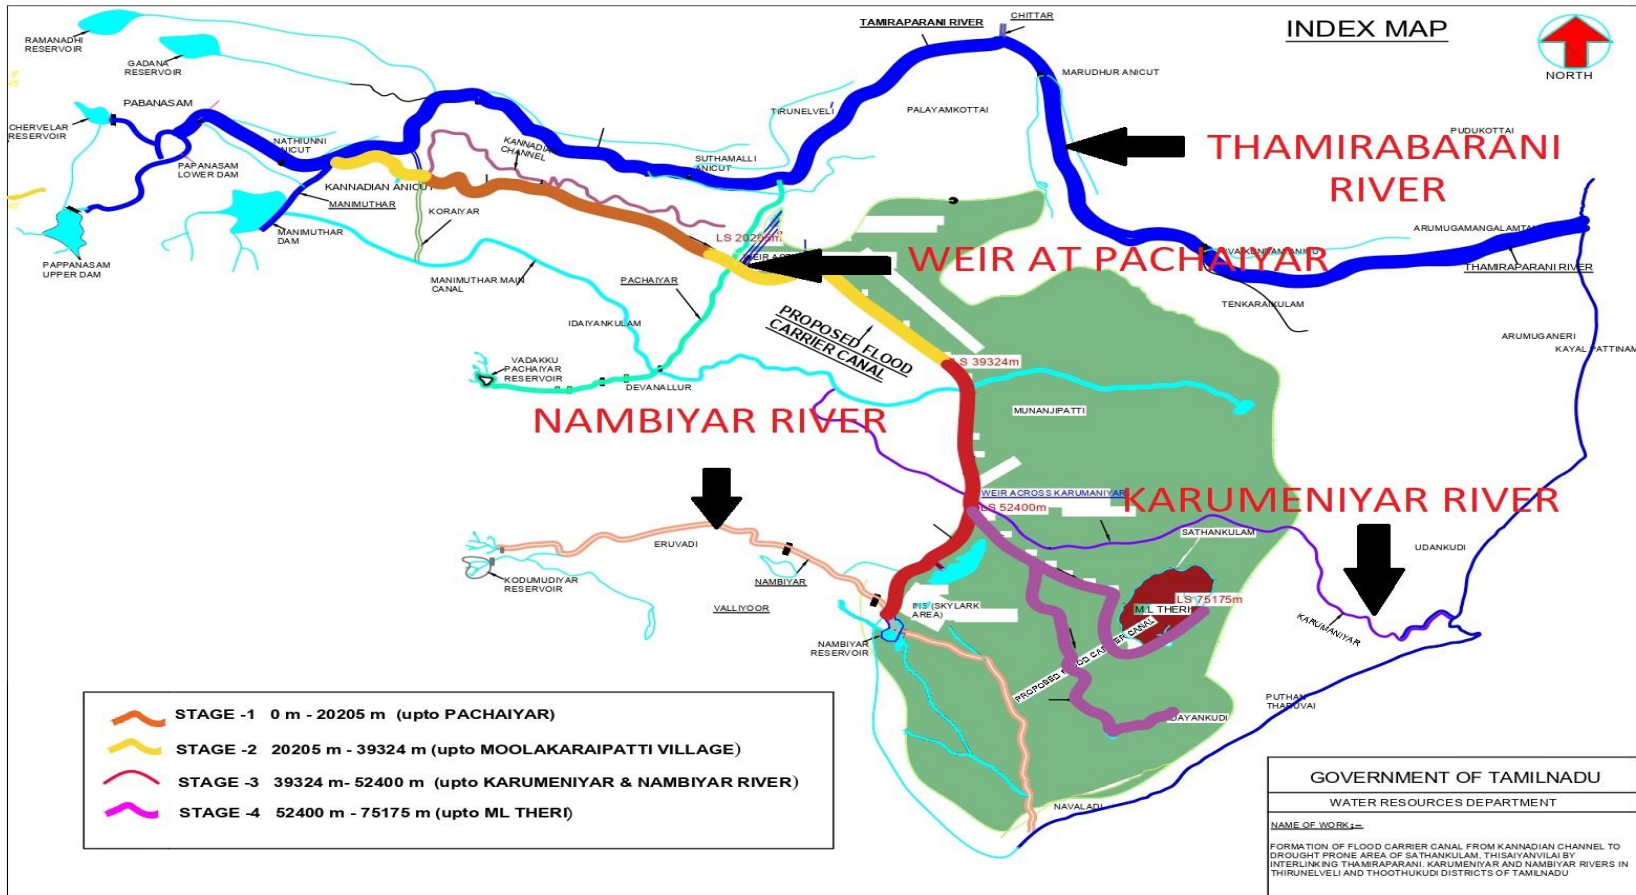 INDEX MAP
NORTH
RAMANADHI
RESERVOIR
GADANA
RESERVOIR
TAMIRAPARANI RIVER
CHITTAR
MARUDHUR ANICUT
PABANASAM
CHERVELAR
RESERVOIR
NATHIUNNI
ANICUT
PAPANASAM
LOWER DAM
KANNADIAN
CHANNEL
TIRUNELVELI
PALAYAMKOTTAI
SUTHAMALLI
ANICUT
PUDUKOTTAI
THAMIRABARANI
RIVER
KANNADIAN ANICUT
MANIMUTHAR
KORAIYAR
MANIMUTHAR
DAM
PAPPANASAM
UPPER DAM
MANIMUTHAR MAIN
CANAL
PACHAIYAR
WEIR AT PACHAIYAR
ARUMUGAMANGALAMTANK
THAMIRAPARANI RIVER
TENKARAIKULAM
IDAIYANKULAM
PROPOSED FLOOD
CARRIER CANAL
ARUMUGANERI
KAYAL PATTINAM
VADAKKU
PACHAIYAR
RESERVOIR
DEVANALLUR
LS 39324m
MUNANJIPATTI
NAMBIYAR RIVER
WEIR ACROSS KARUMANIYAR
LS 52400m
KARUMENIYAR RIVER
SATHANKULAM
UDANKUDI
ERUVADI
KODUMUDIYAR
RESERVOIR
NAMBIYAR
VALLIYOOR
(SKYLARK
AREA)
LS 75175m
M.L THERI
KARUMANIYAR
NAMBIYAR
RESERVOIR
PUTHAN
THARUVAI
NAVALADI
STAGE -1 0 m - 20205 m (upto PACHAIYAR)
STAGE -2 20205 m - 39324 m (upto MOOLAKARAIPATTI VILLAGE)
STAGE -3 39324 m- 52400 m (upto KARUMENIYAR & NAMBIYAR RIVER)
STAGE -4 52400 m - 75175 m (upto ML THERI)
GOVERNMENT OF TAMILNADU
WATER RESOURCES DEPARTMENT
NAME OF WORK :-
FORMATION OF FLOOD CARRIER CANAL FROM KANNADIAN CHANNEL TO
DROUGHT PRONE AREA OF SATHANKULAM, THISAIYANVILAI BY
INTERLINKING THAMIRAPARANI, KARUMENIYAR AND NAMBIYAR RIVERS IN
THIRUNELVELI AND THOOTHUKUDI DISTRICTS OF TAMILNADU